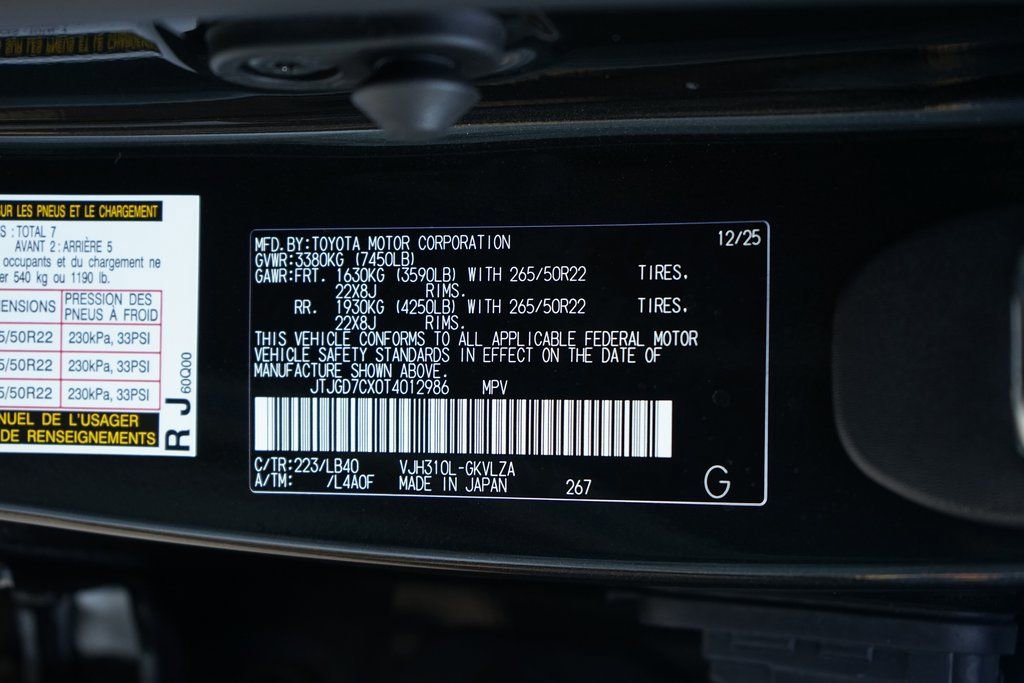 UR LES PNEUS ET LE CHARGEMENT
S : TOTAL 7
AVANT 2 : ARRIÈRE 5
occupants et du chargement ne
er 540 kg ou 1190 lb.
ENSIONS PRESSION DES PNEUS À FROID
5/50R22 230kPa, 33PSI
5/50R22 230kPa, 33PSI
5/50R22 230kPa, 33PSI
NUEL DE L'USAGER
DE RENSEIGNEMENTS
R J 60Q00
MFD. BY: TOYOTA MOTOR CORPORATION 12/25
GVWR: 3380KG (7450LB)
GAWR: FRT. 1630KG (3590LB) WITH 265/50R22 TIRES.
22X8J RIMS.
RR. 1930KG (4250LB) WITH 265/50R22 TIRES.
22X8J RIMS.
THIS VEHICLE CONFORMS TO ALL APPLICABLE FEDERAL MOTOR
VEHICLE SAFETY STANDARDS IN EFFECT ON THE DATE OF
MANUFACTURE SHOWN ABOVE.
JTJGD7CX0T4012986 MPV
C/TR: 223/LB40 VJH310L-GKVLZA
A/TM: /L4A0F MADE IN JAPAN 267 G